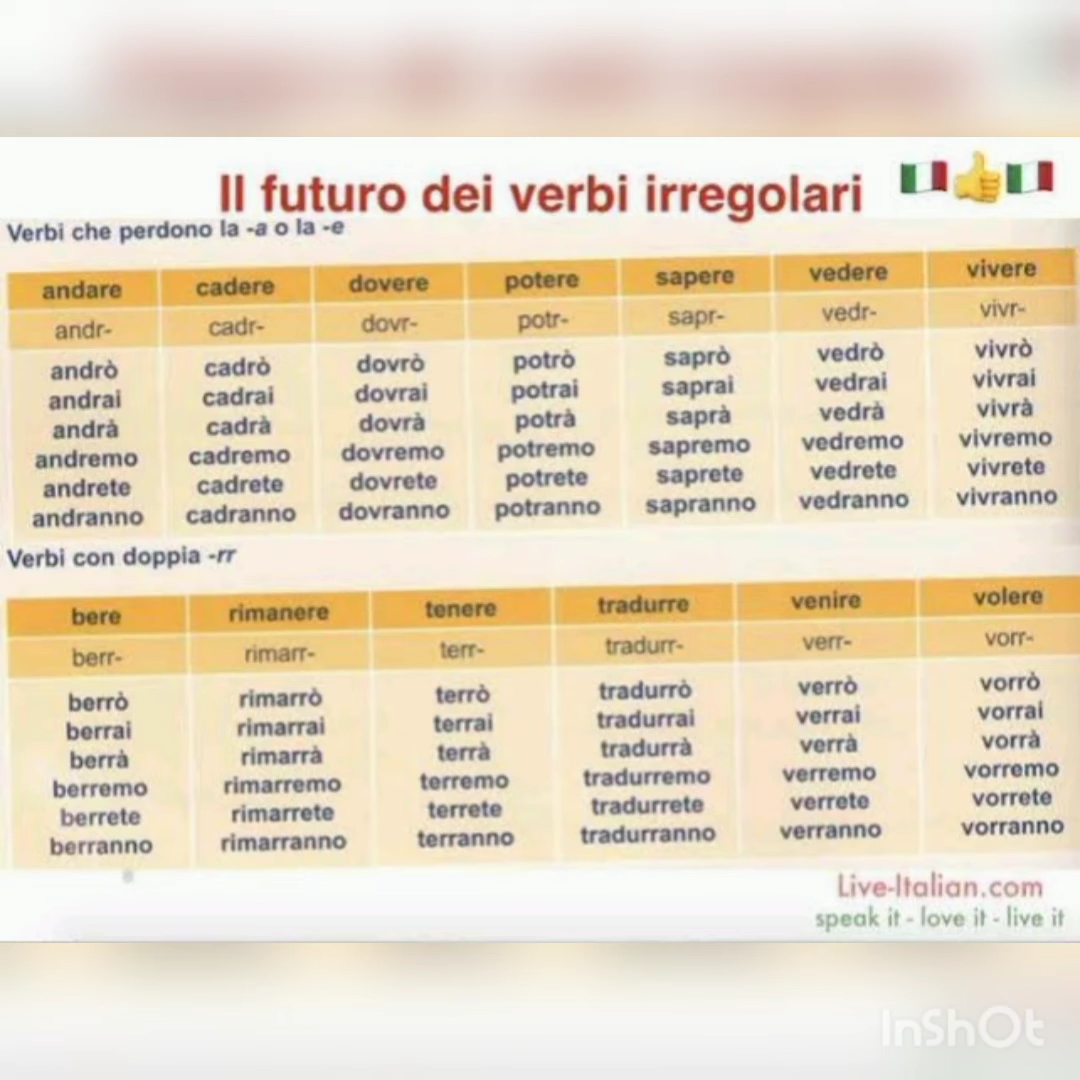 Il futuro dei verbi irregolari
Verbi che perdono la -a o la -e
andare cadere dovere potere sapere vedere vivere
andr- cadr- dovr- potr- sapr- vedr- vivr-
andrò cadrò dovrò potrò saprò vedrò vivrò
andrai cadrai dovrai potrai saprai vedrai vivrai
andrà cadrà dovrà potrà saprà vedrà vivrà
andremo cadremo dovremo potremo sapremo vedremo vivremo
andrete cadrete dovrete potrete saprete vedrete vivrete
andranno cadranno dovranno potranno sapranno vedranno vivranno
Verbi con doppia -rr
bere rimanere tenere tradurre venire volere
berr- rimarr- terr- tradurr- verr- vorr-
berrò rimarrò terrò tradurrò verrò vorrò
berrai rimarrai terrai tradurrai verrai vorrai
berrà rimarrà terrà tradurrà verrà vorrà
berremo rimarremo terremo tradurremo verremo vorremo
berrete rimarrete terrete tradurrete verrete vorrete
berranno rimarranno terranno tradurranno verranno vorranno
Live-Italian.com
speak it - love it - live it
InShOt